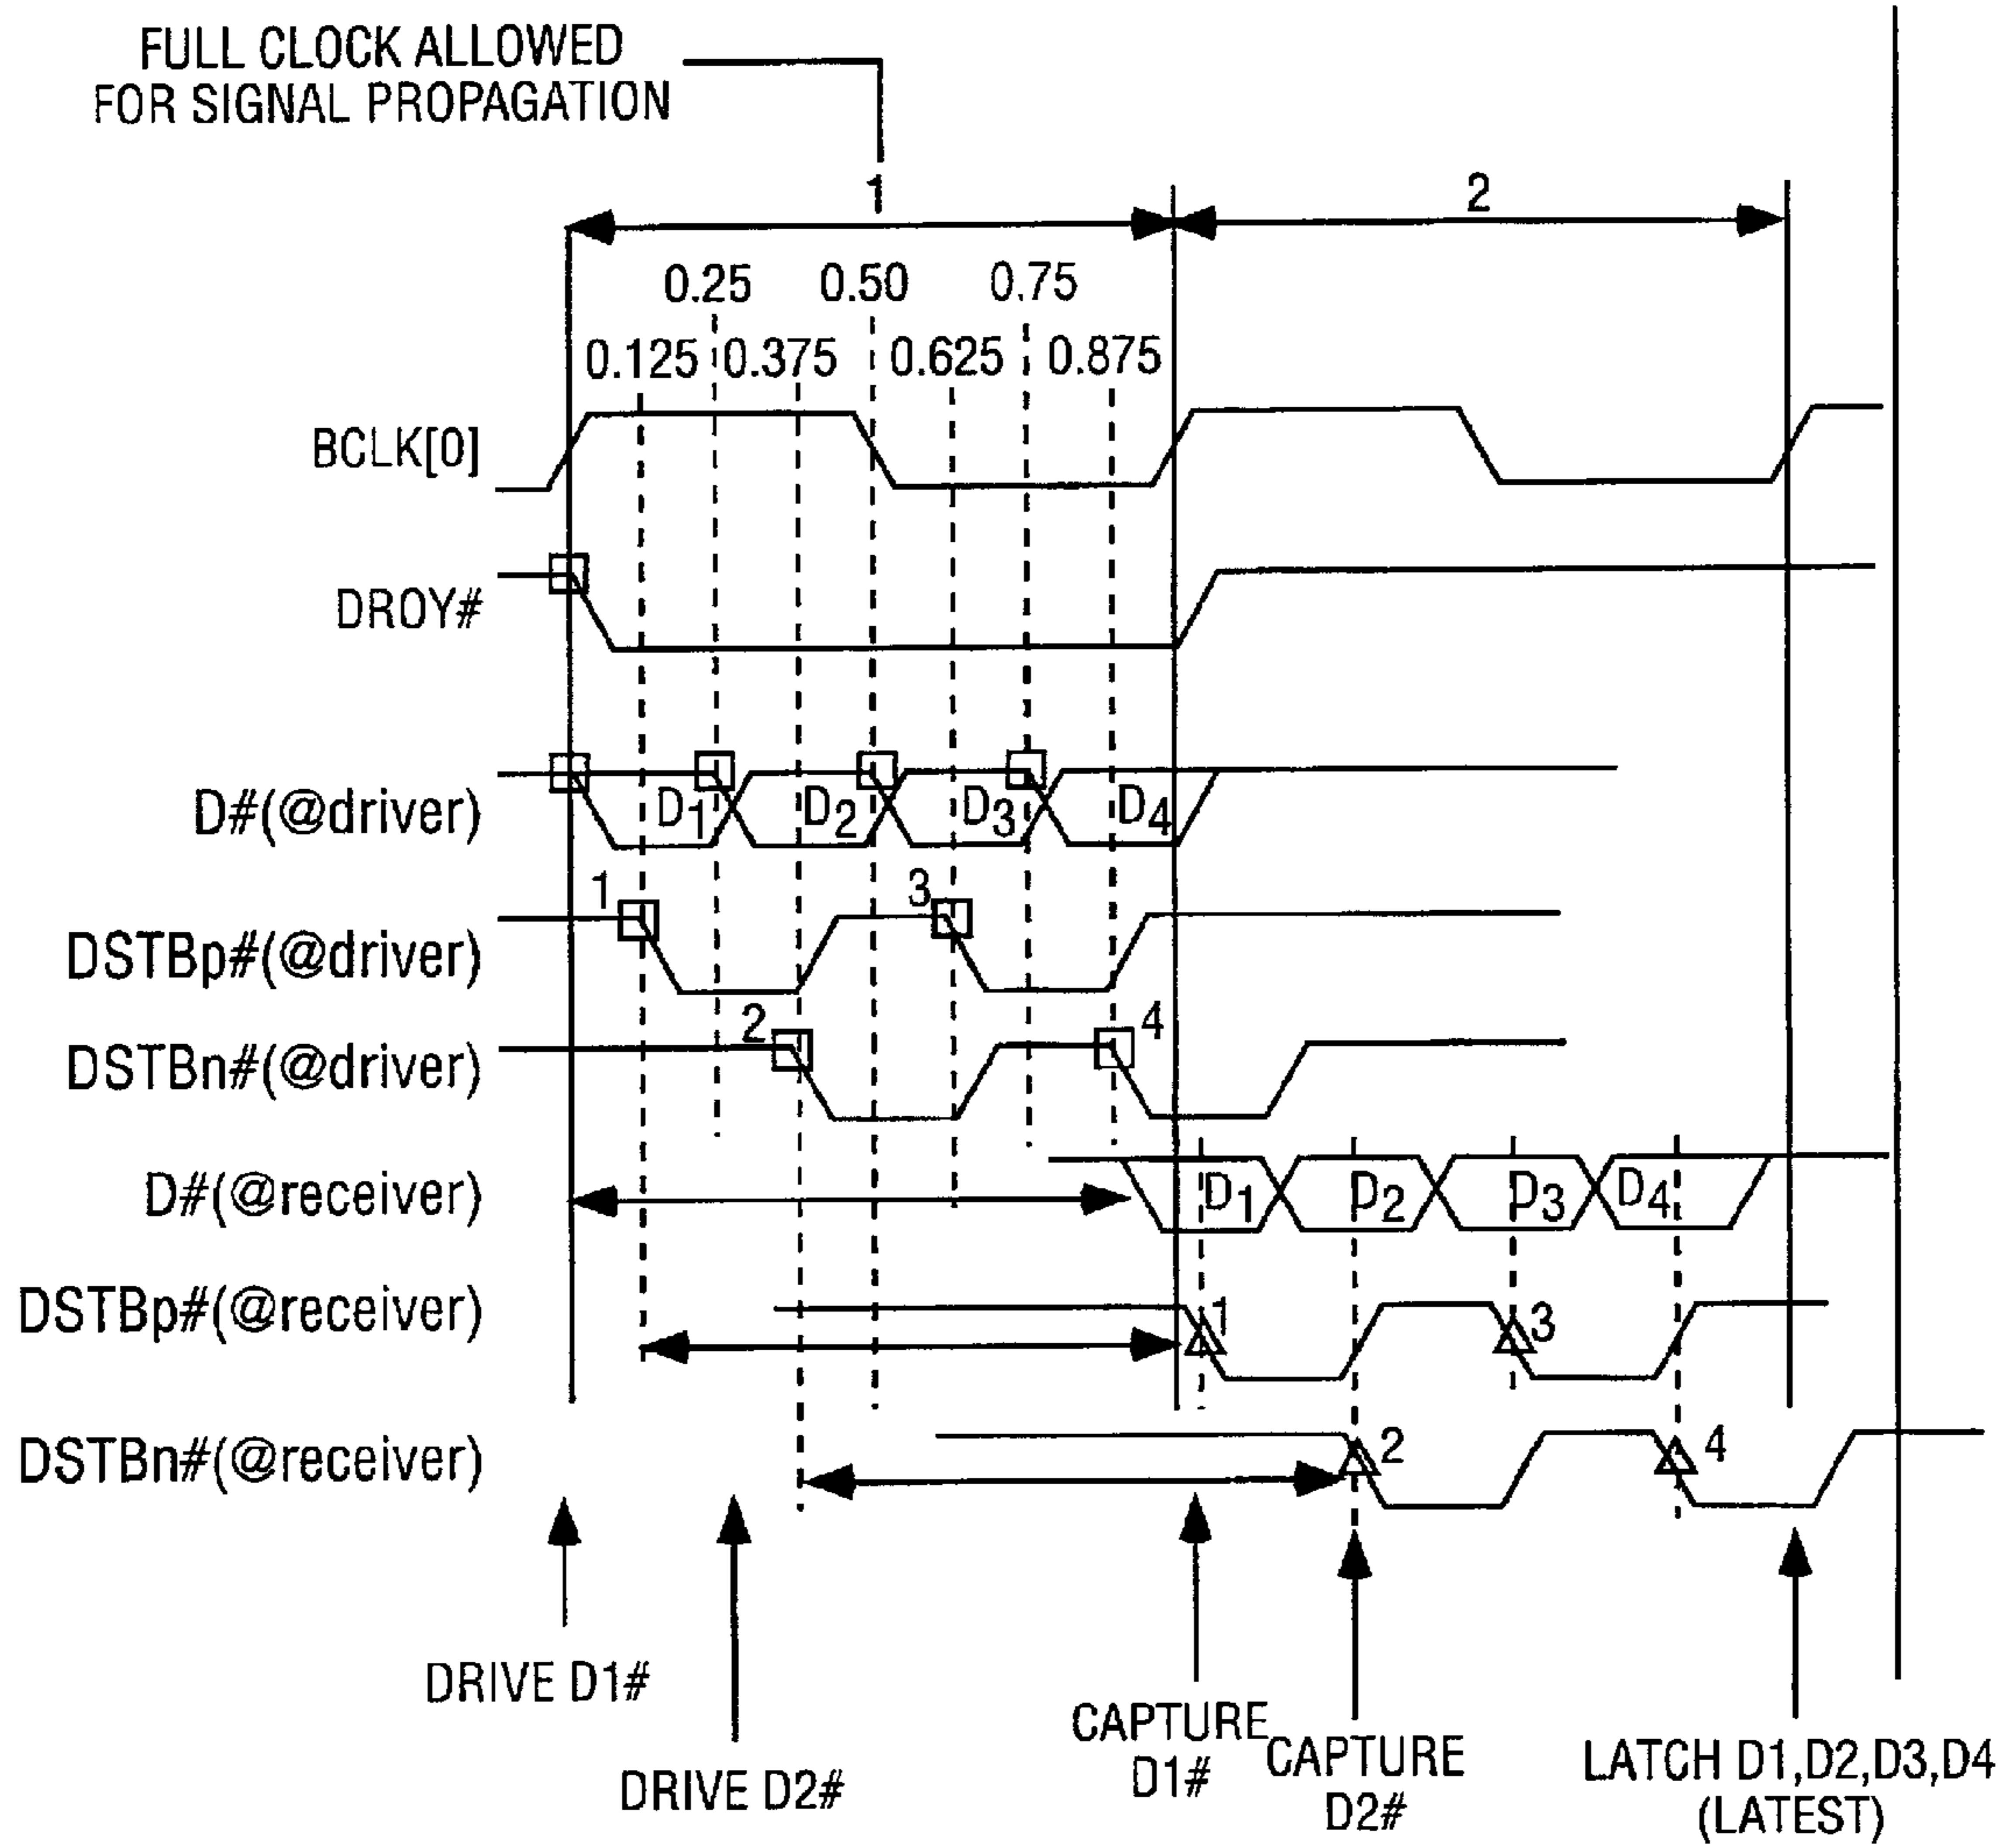 FULL CLOCK ALLOWED
FOR SIGNAL PROPAGATION
1
2
0.25
0.50
0.75
0.125
0.375
0.625
0.875
BCLK[0]
DROY#
D#(@driver)
D1
D2
D3
D4
DSTBp#(@driver)
1
3
DSTBn#(@driver)
2
4
D#(@receiver)
D1
D2
D3
D4
DSTBp#(@receiver)
1
3
DSTBn#(@receiver)
2
4
DRIVE D1#
DRIVE D2#
CAPTURE
D1#
CAPTURE
D2#
LATCH D1,D2,D3,D4
(LATEST)